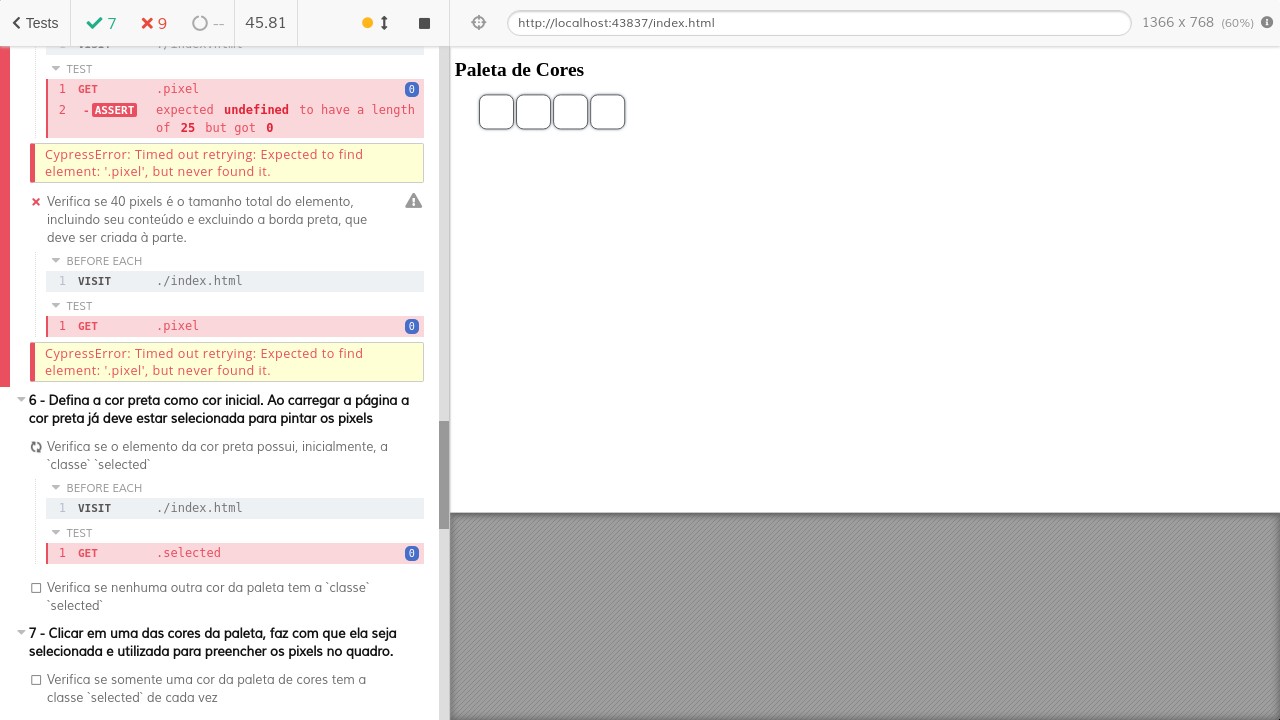 Tests
7
9
--
45.81
http://localhost:43837/index.html
1366 x 768 (60%)
TEST
1 GET .pixel 0
2 -ASSERT expected undefined to have a length
of 25 but got 0
CypressError: Timed out retrying: Expected to find
element: '.pixel', but never found it.
Verifica se 40 pixels é o tamanho total do elemento,
incluindo seu conteúdo e excluindo a borda preta, que
deve ser criada à parte.
BEFORE EACH
1 VISIT ./index.html
TEST
1 GET .pixel 0
CypressError: Timed out retrying: Expected to find
element: '.pixel', but never found it.
6 - Defina a cor preta como cor inicial. Ao carregar a página a
cor preta já deve estar selecionada para pintar os pixels
Verifica se o elemento da cor preta possui, inicialmente, a
`classe` `selected`
BEFORE EACH
1 VISIT ./index.html
TEST
1 GET .selected 0
Verifica se nenhuma outra cor da paleta tem a `classe`
`selected`
7 - Clicar em uma das cores da paleta, faz com que ela seja
selecionada e utilizada para preencher os pixels no quadro.
Verifica se somente uma cor da paleta de cores tem a
classe `selected` de cada vez
Paleta de Cores